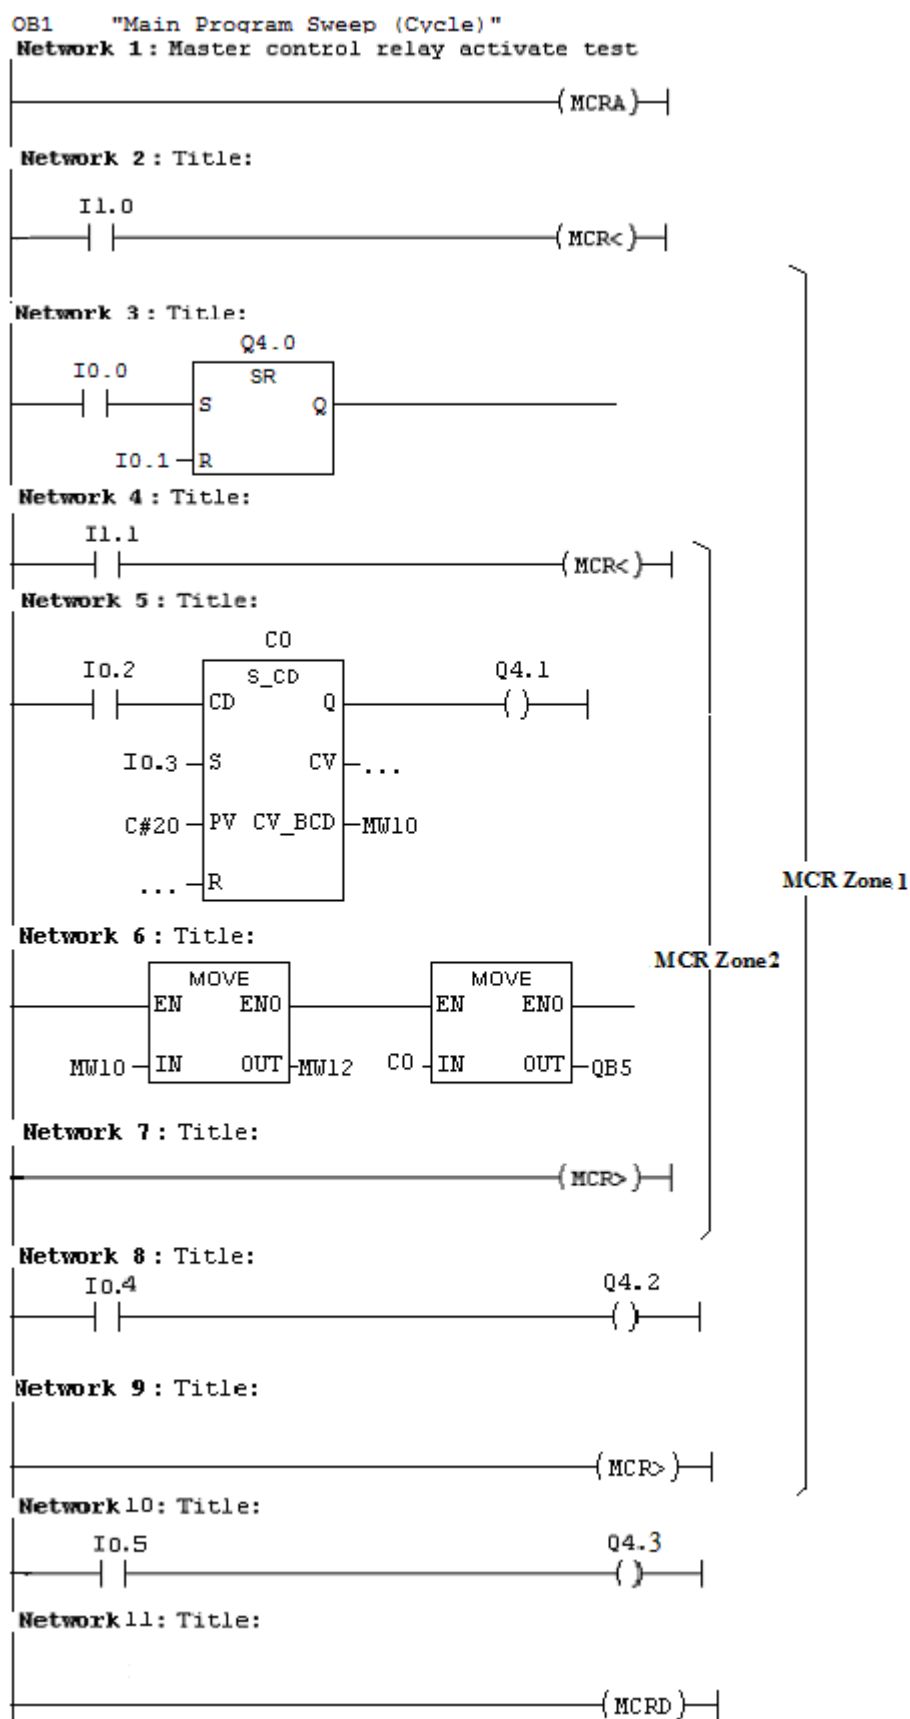 OB1 "Main Program Sweep (Cycle)"
Network 1 : Master control relay activate test
MCRA
Network 2 : Title:
I1.0
MCR<
Network 3 : Title:
Q4.0
I0.0
SR
S Q
I0.1 R
Network 4 : Title:
I1.1
MCR<
Network 5 : Title:
C0
I0.2 S_CD Q4.1
CD Q
I0.3 S CV ...
C#20 PV CV_BCD MW10
... R
MCR Zone 1
Network 6 : Title:
MCR Zone2
MOVE MOVE
EN ENO EN ENO
MW10 IN OUT MW12 C0 IN OUT QB5
Network 7 : Title:
MCR>
Network 8 : Title:
I0.4 Q4.2
Network 9 : Title:
MCR>
Network 10: Title:
I0.5 Q4.3
Network 11: Title:
MCRD